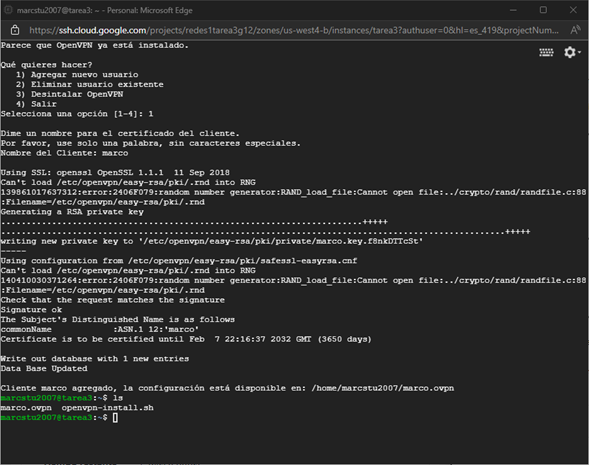 marcstu2007@tarea3: ~ - Personal: Microsoft Edge
https://ssh.cloud.google.com/projects/redes1tarea3g12/zones/us-west4-b/instances/tarea3?authuser=0&hl=es_419&projectNum...
Parece que OpenVPN ya está instalado.
Qué quieres hacer?
1) Agregar nuevo usuario
2) Eliminar usuario existente
3) Desintalar OpenVPN
4) Salir
Selecciona una opción [1-4]: 1
Dime un nombre para el certificado del cliente.
Por favor, use solo una palabra, sin caracteres especiales.
Nombre del Cliente: marco
Using SSL: openssl OpenSSL 1.1.1  11 Sep 2018
Can't load /etc/openvpn/easy-rsa/pki/.rnd into RNG
139861017637312:error:2406F079:random number generator:RAND_load_file:Cannot open file:../crypto/rand/randfile.c:88
:Filename=/etc/openvpn/easy-rsa/pki/.rnd
Generating a RSA private key
.....................................................................+++++
................................................................................................+++++
writing new private key to '/etc/openvpn/easy-rsa/pki/private/marco.key.f8nkDTTcSt'
-----
Using configuration from /etc/openvpn/easy-rsa/pki/safessl-easyrsa.cnf
Can't load /etc/openvpn/easy-rsa/pki/.rnd into RNG
140410030371264:error:2406F079:random number generator:RAND_load_file:Cannot open file:../crypto/rand/randfile.c:88
:Filename=/etc/openvpn/easy-rsa/pki/.rnd
Check that the request matches the signature
Signature ok
The Subject's Distinguished Name is as follows
commonName            :ASN.1 12:'marco'
Certificate is to be certified until Feb  7 22:16:37 2032 GMT (3650 days)
Write out database with 1 new entries
Data Base Updated
Cliente marco agregado, la configuración está disponible en: /home/marcstu2007/marco.ovpn
marcstu2007@tarea3:~$ ls
marco.ovpn  openvpn-install.sh
marcstu2007@tarea3:~$